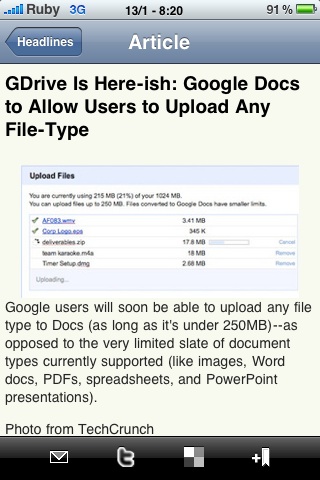 Ruby 3G 13/1 - 8:20 91 %
Headlines
Article
GDrive Is Here-ish: Google Docs
to Allow Users to Upload Any
File-Type
Upload Files
You are currently using 215 MB (21%) of your 1024 MB.
You can upload files up to 250 MB. Files converted to Google Docs have smaller limits.
AF083.wmv 3.41 MB
Corp Logo.eps 345 K
deliverables.zip 17.8 MB Cancel
team karaoke.m4a 18 MB Remove
Timer Setup.dmg 2.68 MB Remove
Uploading...
Google users will soon be able to upload any file
type to Docs (as long as it's under 250MB)--as
opposed to the very limited slate of document
types currently supported (like images, Word
docs, PDFs, spreadsheets, and PowerPoint
presentations).
Photo from TechCrunch